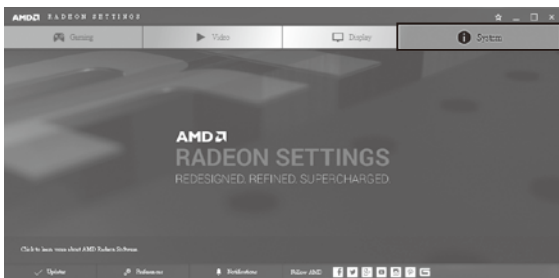 AMD RADEON SETTINGS
Gaming Video Display System
AMD
RADEON SETTINGS
REDESIGNED. REFINED. SUPERCHARGED.
Click to learn more about AMD Radeon Software
Updates Preferences Notifications Follow AMD